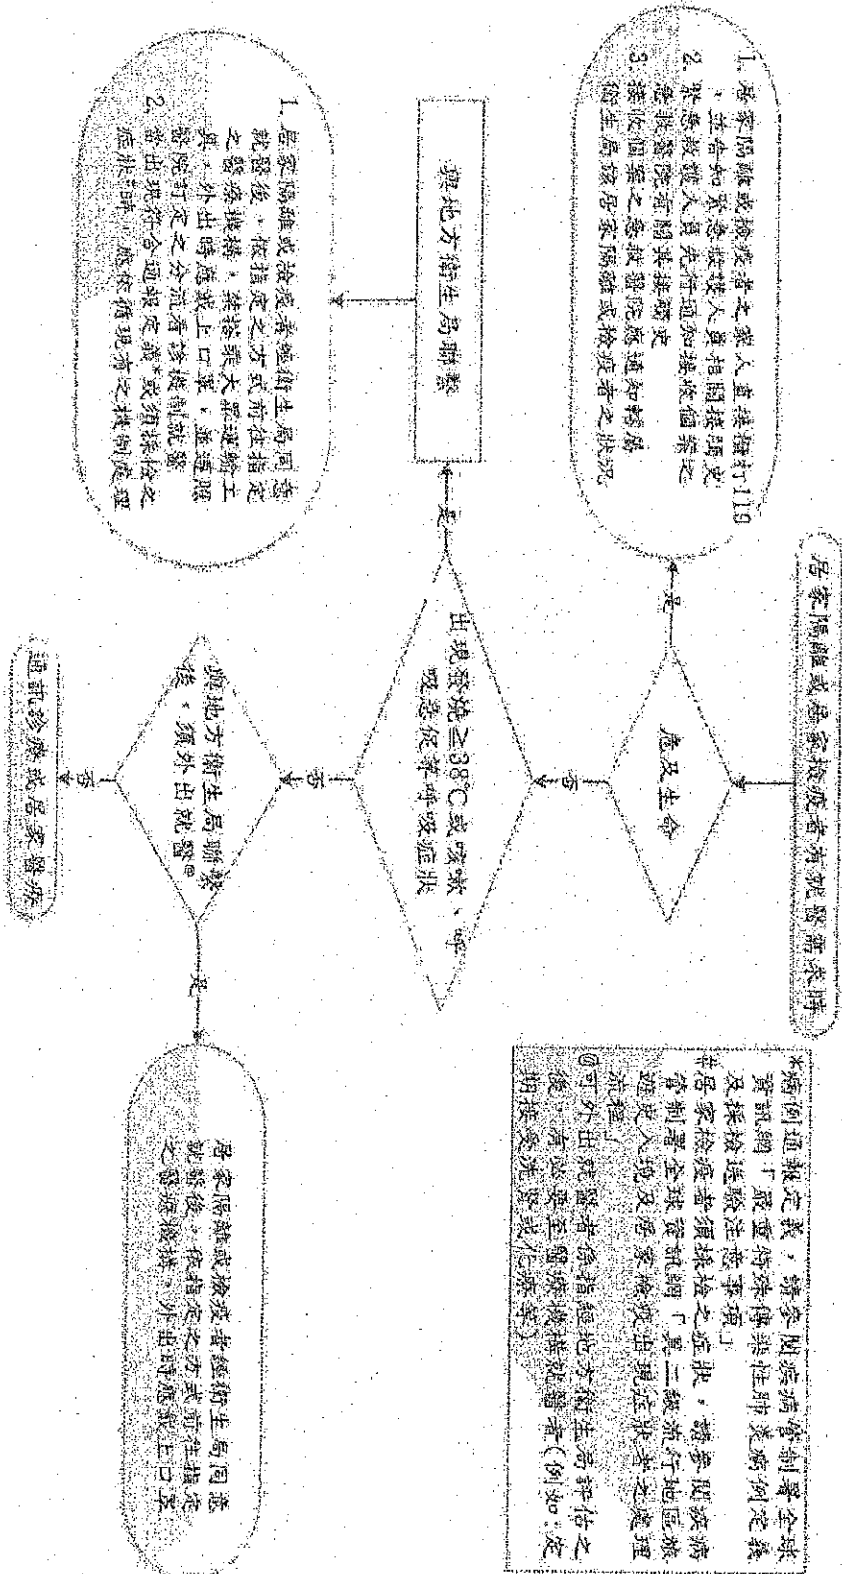 居家隔離或居家檢疫者有就醫需求時
危及生命
是
1. 居家隔離或檢疫者之家人直接撥打119
，並告知緊急救護人員相關接觸史
2. 緊急救護人員先行通知接收個案之
急救醫院有關其接觸史
3. 接收個案之急救醫院應通知轄屬
衛生局該居家隔離或檢疫者之狀況
否
出現發燒≧38℃或咳嗽、呼
吸急促等呼吸症狀
是
與地方衛生局聯繫
1. 居家隔離或檢疫者經衛生局同意
就醫後，依指定之方式前往指定
之醫療機構，禁搭乘大眾運輸工
具，外出時應戴上口罩，並遵照
醫院訂定之分流看診機制就醫
2. 當出現符合通報定義*或須採檢之
症狀#時，應依循現有之機制處理
否
與地方衛生局聯繫
後，須外出就醫@
是
居家隔離或檢疫者經衛生局同意
就醫後，依指定之方式前往指定
之醫療機構，外出時應戴上口罩
否
通訊診療或居家醫療
*病例通報定義，請參閱疾病管制署全球
資訊網「嚴重特殊傳染性肺炎病例定義
及採檢送驗注意事項」
#居家檢疫者須採檢之症狀，請參閱疾病
管制署全球資訊網「具二級流行地區旅
遊史入境及居家檢疫出現症狀者之處理
流程」
@可外出就醫者係指經地方衛生局評估之
後，有必要至醫療機構就醫者(例如:定
期接受洗腎或化療等)